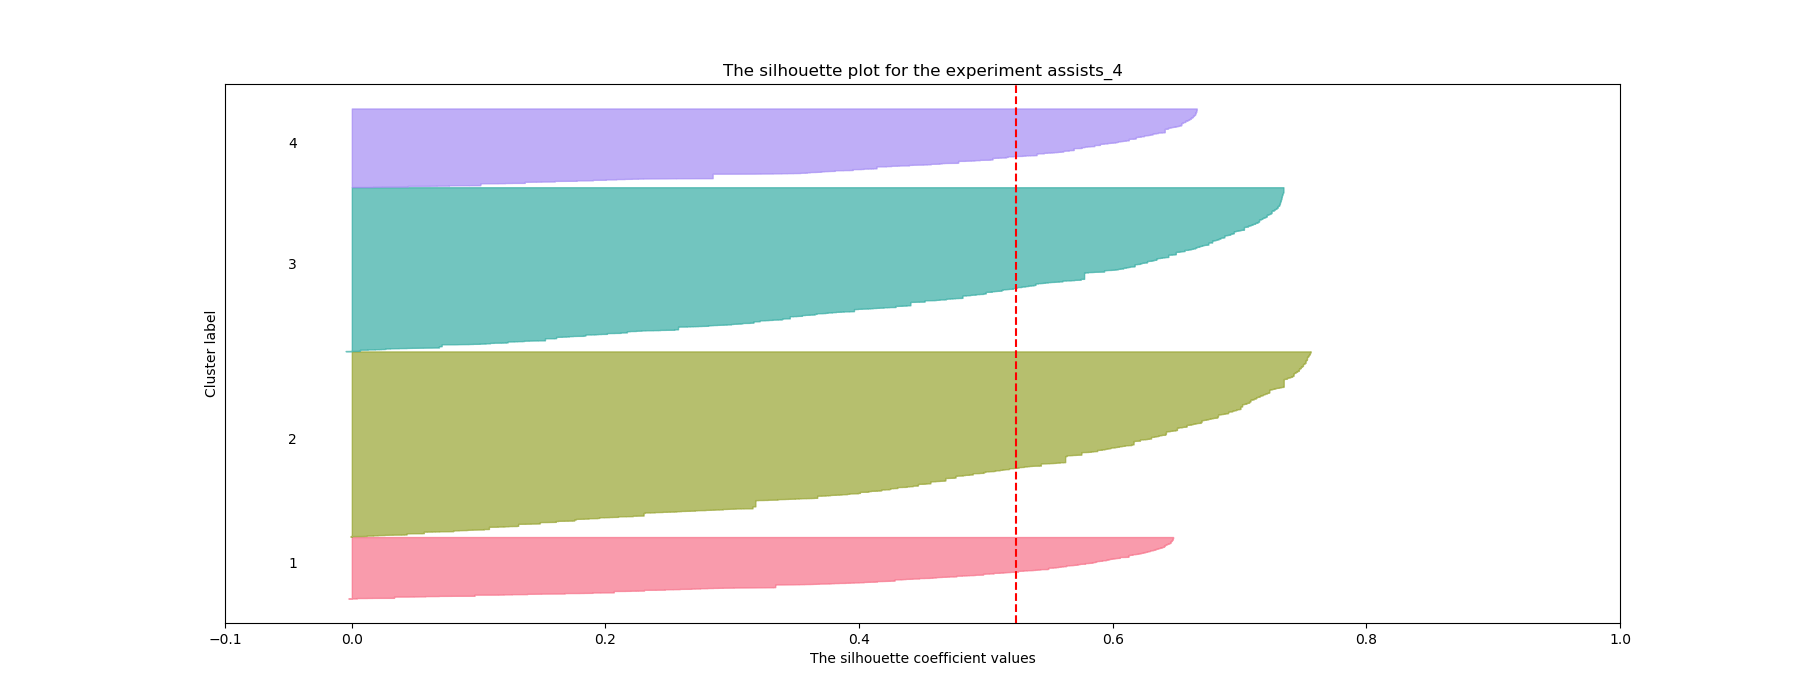 The silhouette plot for the experiment assists_4
4
3
2
1
Cluster label
−0.1 0.0 0.2 0.4 0.6 0.8 1.0
The silhouette coefficient values